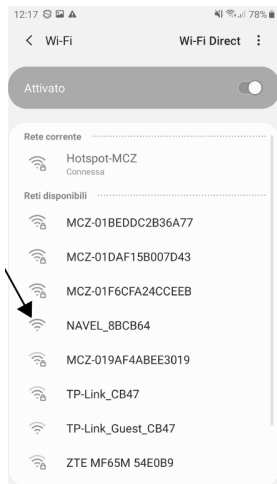 12:17 78%
Wi-Fi Wi-Fi Direct
Attivato
Rete corrente
Hotspot-MCZ
Connessa
Reti disponibili
MCZ-01BEDDC2B36A77
MCZ-01DAF15B007D43
MCZ-01F6CFA24CCEEB
NAVEL_8BCB64
MCZ-019AF4ABEE3019
TP-Link_CB47
TP-Link_Guest_CB47
ZTE MF65M 54E0B9